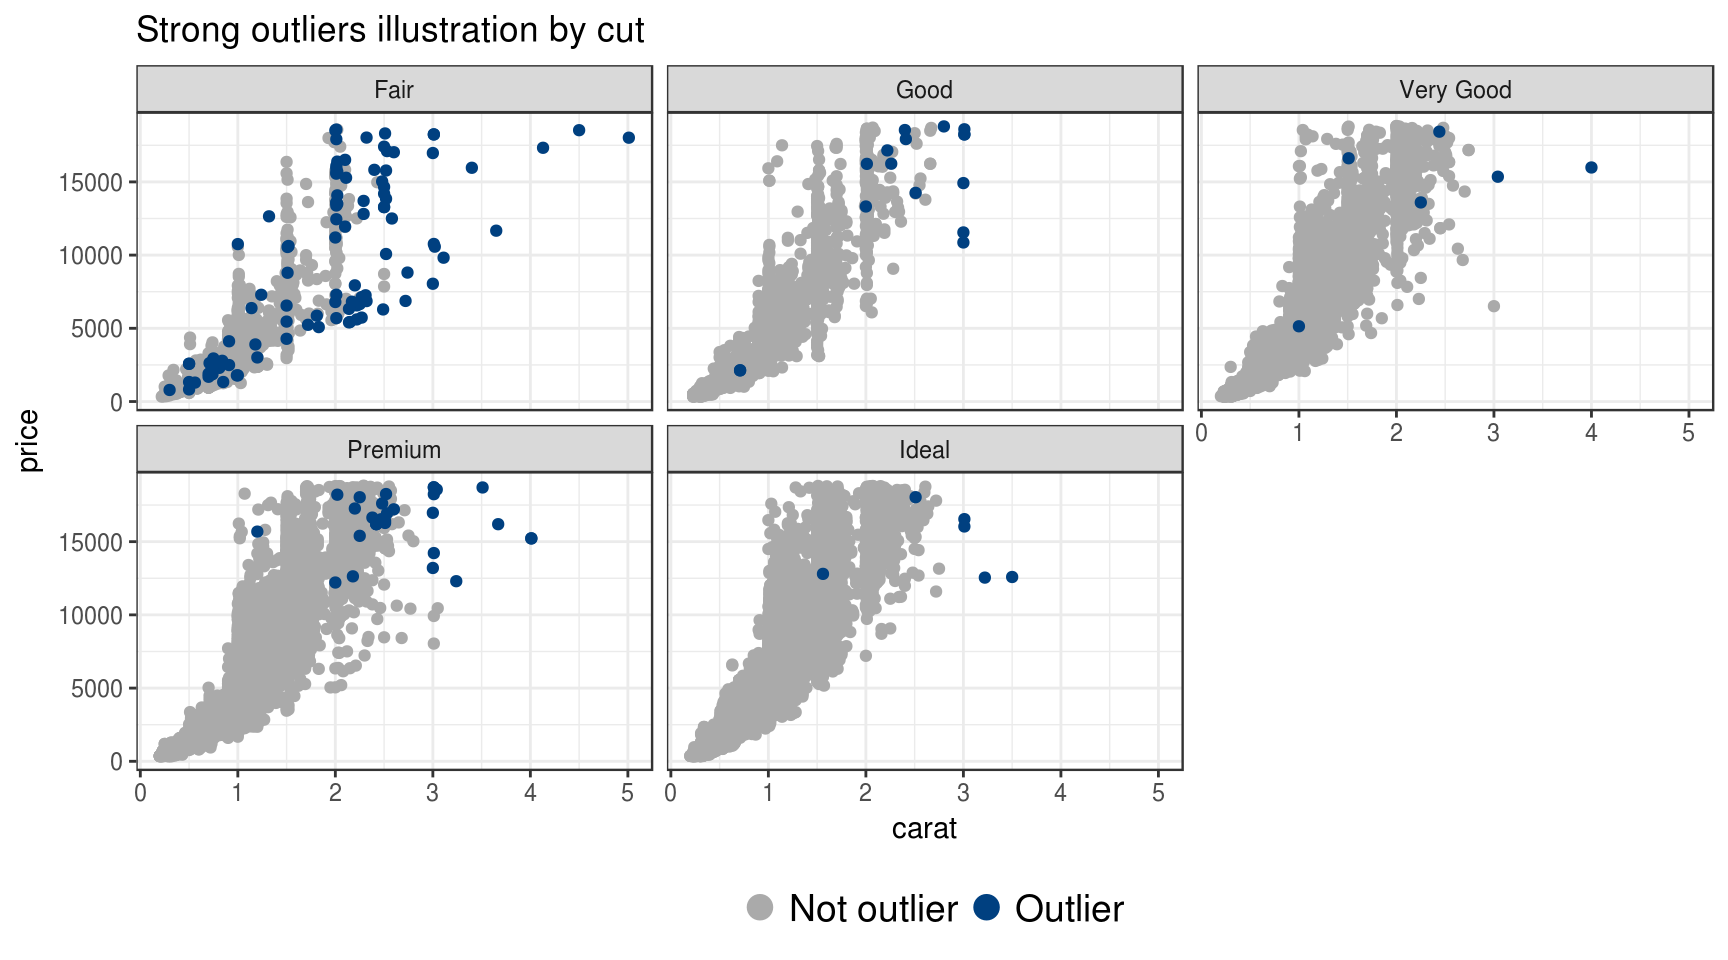 Strong outliers illustration by cut
Fair
Good
Very Good
15000
10000
5000
0
0 1 2 3 4 5
price
Premium
Ideal
15000
10000
5000
0
0 1 2 3 4 5
0 1 2 3 4 5
carat
Not outlier
Outlier